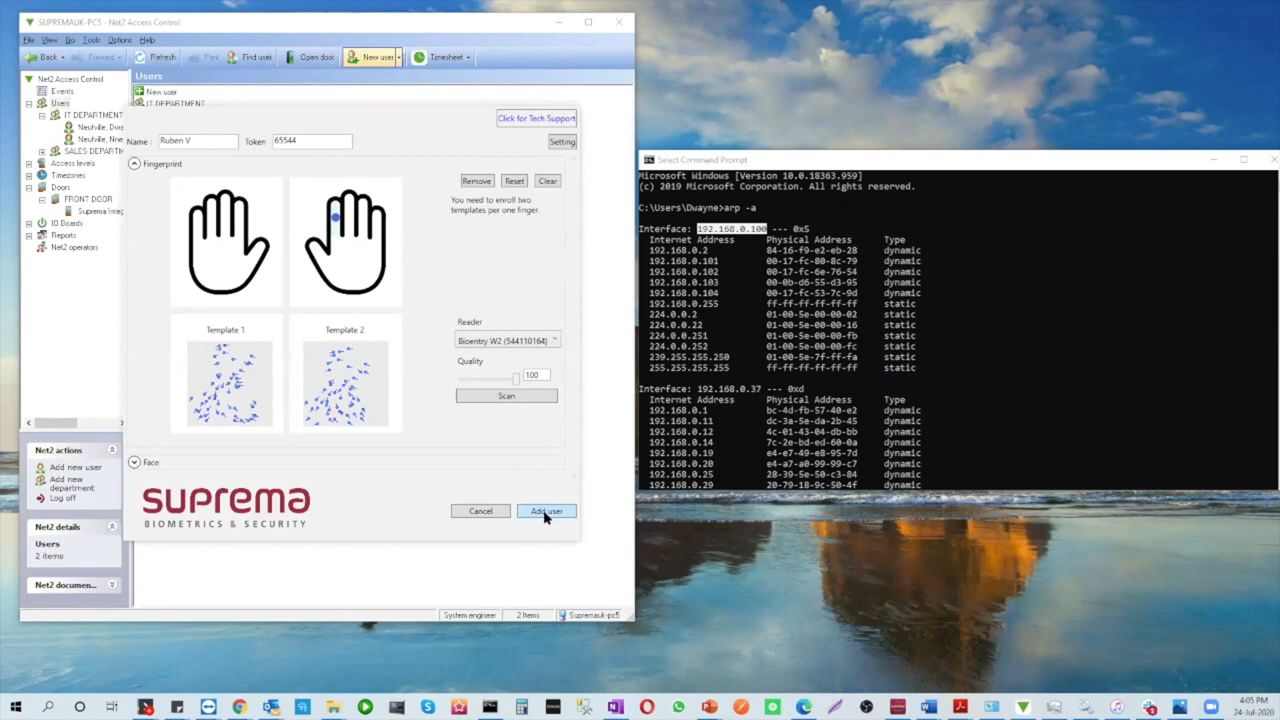 SUPREMAUK-PC5 - Net2 Access Control
File View Go Tools Options Help
Back Forward Refresh Print Find user Open door New user Timesheet
Net2 Access Control
Events
Users
IT DEPARTMENT
Neufville, Dwa
Neufville, Nne
SALES DEPARTM
Access levels
Timezones
Doors
FRONT DOOR
Suprema Integ
IO Boards
Reports
Net2 operators
Users
New user
IT DEPARTMENT
Click for Tech Support
Name : Ruben V Token 65544
Setting
Fingerprint
Remove Reset Clear
You need to enroll two
templates per one finger.
Template 1 Template 2
Reader
Bioentry W2 (544110164)
Quality
100
Scan
Face
suprema
BIOMETRICS & SECURITY
Cancel Add user
Net2 actions
Add new user
Add new
department
Log off
Net2 details
Users
2 items
Net2 documen...
System engineer 2 Items Supremauk-pc5
Select Command Prompt
Microsoft Windows [Version 10.0.18363.959]
(c) 2019 Microsoft Corporation. All rights reserved.
C:\Users\Dwayne>arp -a
Interface: 192.168.0.100 --- 0x5
Internet Address Physical Address Type
192.168.0.2 84-16-f9-e2-eb-28 dynamic
192.168.0.101 00-17-fc-80-8c-79 dynamic
192.168.0.102 00-17-fc-6e-76-54 dynamic
192.168.0.103 00-0b-d6-55-d3-95 dynamic
192.168.0.104 00-17-fc-53-7c-9d dynamic
192.168.0.255 ff-ff-ff-ff-ff-ff static
224.0.0.2 01-00-5e-00-00-02 static
224.0.0.22 01-00-5e-00-00-16 static
224.0.0.251 01-00-5e-00-00-fb static
224.0.0.252 01-00-5e-00-00-fc static
239.255.255.250 01-00-5e-7f-ff-fa static
255.255.255.255 ff-ff-ff-ff-ff-ff static
Interface: 192.168.0.37 --- 0xd
Internet Address Physical Address Type
192.168.0.1 bc-4d-fb-57-40-e2 dynamic
192.168.0.11 dc-3a-5e-da-2b-45 dynamic
192.168.0.12 4c-01-43-04-db-bb dynamic
192.168.0.14 7c-2e-bd-ed-60-0a dynamic
192.168.0.19 e4-e7-49-e8-95-7d dynamic
192.168.0.20 e4-a7-a0-99-99-c7 dynamic
192.168.0.25 28-39-5e-50-c3-84 dynamic
192.168.0.29 20-79-18-9c-50-4f dynamic
4:05 PM
24-Jul-2020